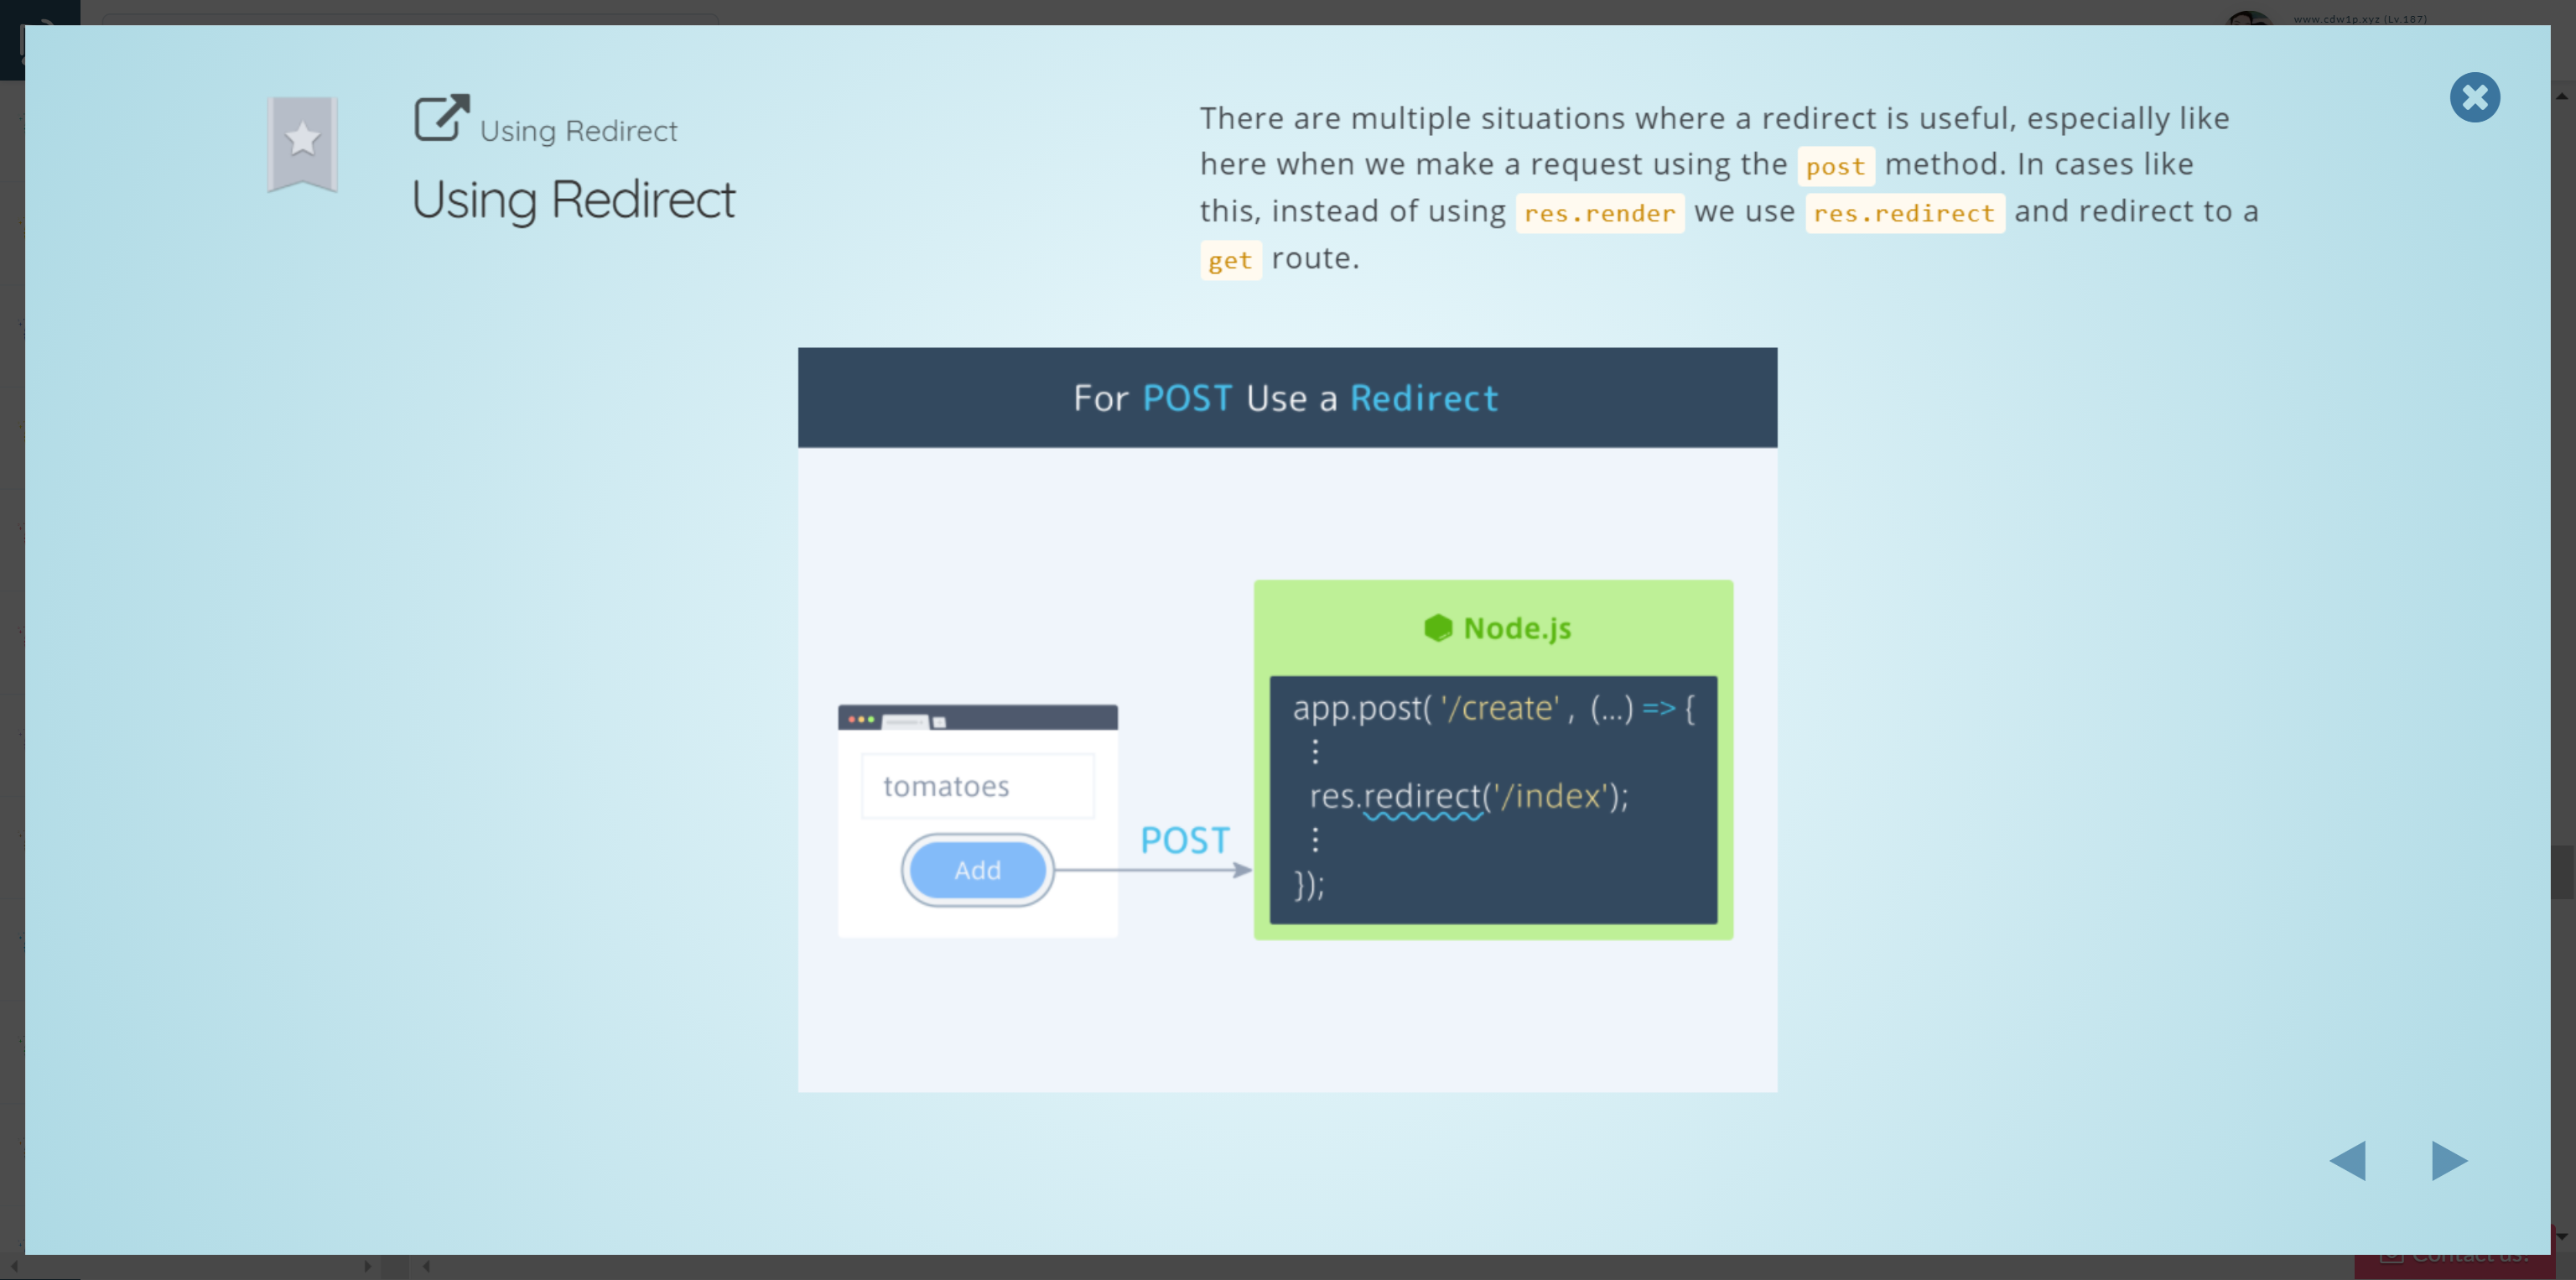 www.cdw1p.xyz (Lv.187)
Using Redirect
Using Redirect
There are multiple situations where a redirect is useful, especially like
here when we make a request using the post method. In cases like
this, instead of using res.render we use res.redirect and redirect to a
get route.
For POST Use a Redirect
Node.js
app.post( '/create' , (...) => {
⋮
res.redirect('/index');
⋮
});
tomatoes
POST
Add
Contact us!